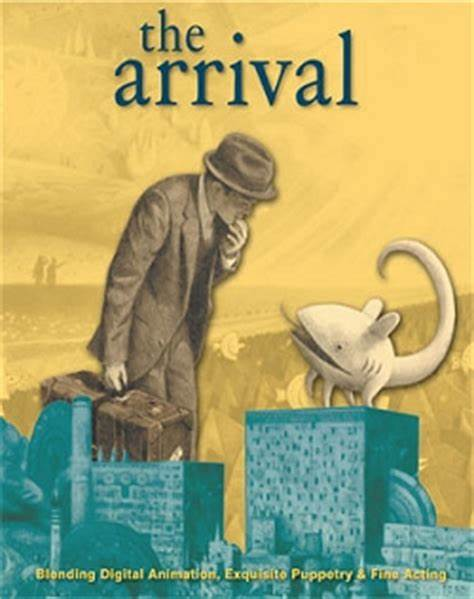 the
arrival
Blending Digital Animation, Exquisite Puppetry & Fine Acting